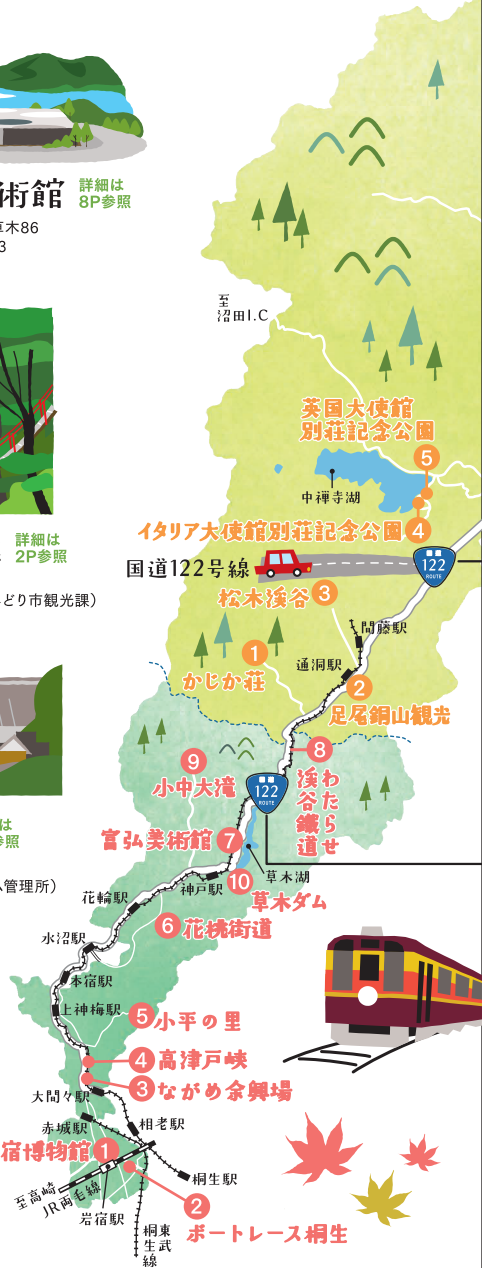 術館
詳細は
8P参照
草木86
3
至
沼田I.C
英国大使館
別荘記念公園
5
中禅寺湖
イタリア大使館別荘記念公園
4
詳細は
2P参照
国道122号線
122
ROUTE
どり市観光課）
松木渓谷
3
間藤駅
1
かじか荘
通洞駅
2
足尾銅山観光
8
わたらせ
渓谷鐵道
9
小中大滝
122
ROUTE
は
参照
富弘美術館
7
草木湖
管理所）
神戸駅
10
草木ダム
花輪駅
6
花桃街道
水沼駅
本宿駅
上神梅駅
5
小平の里
4
高津戸峡
3
ながめ余興場
大間々駅
赤城駅
相老駅
宿博物館
1
桐生駅
至高崎
JR両毛線
岩宿駅
2
ボートレース桐生
東武
桐生線